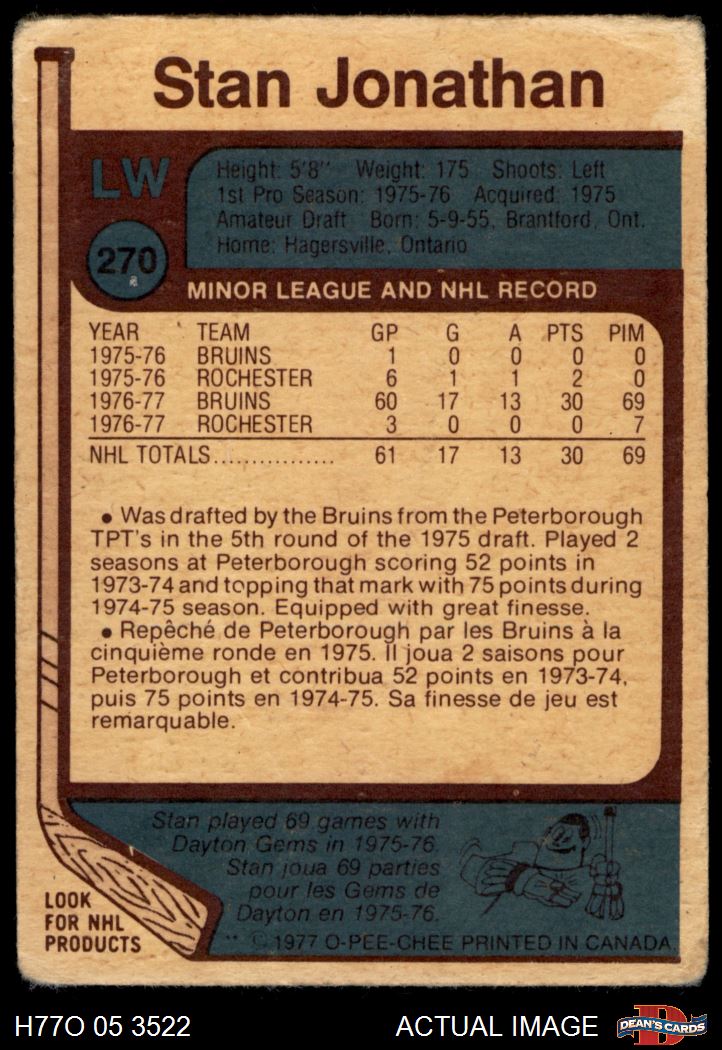 Stan Jonathan
LW
Height: 5'8'' Weight: 175 Shoots: Left
1st Pro Season: 1975-76 Acquired: 1975
Amateur Draft Born: 5-9-55, Brantford, Ont.
Home: Hagersville, Ontario
270
MINOR LEAGUE AND NHL RECORD
YEAR TEAM GP G A PTS PIM
1975-76 BRUINS 1 0 0 0 0
1975-76 ROCHESTER 6 1 1 2 0
1976-77 BRUINS 60 17 13 30 69
1976-77 ROCHESTER 3 0 0 0 7
NHL TOTALS................ 61 17 13 30 69
• Was drafted by the Bruins from the Peterborough
TPT's in the 5th round of the 1975 draft. Played 2
seasons at Peterborough scoring 52 points in
1973-74 and topping that mark with 75 points during
1974-75 season. Equipped with great finesse.
• Repêché de Peterborough par les Bruins à la
cinquième ronde en 1975. Il joua 2 saisons pour
Peterborough et contribua 52 points en 1973-74,
puis 75 points en 1974-75. Sa finesse de jeu est
remarquable.
Stan played 69 games with
Dayton Gems in 1975-76.
Stan joua 69 parties
pour les Gems de
Dayton en 1975-76.
LOOK
FOR NHL
PRODUCTS
© 1977 O-PEE-CHEE PRINTED IN CANADA
H77O 05 3522
ACTUAL IMAGE
DEAN'S CARDS